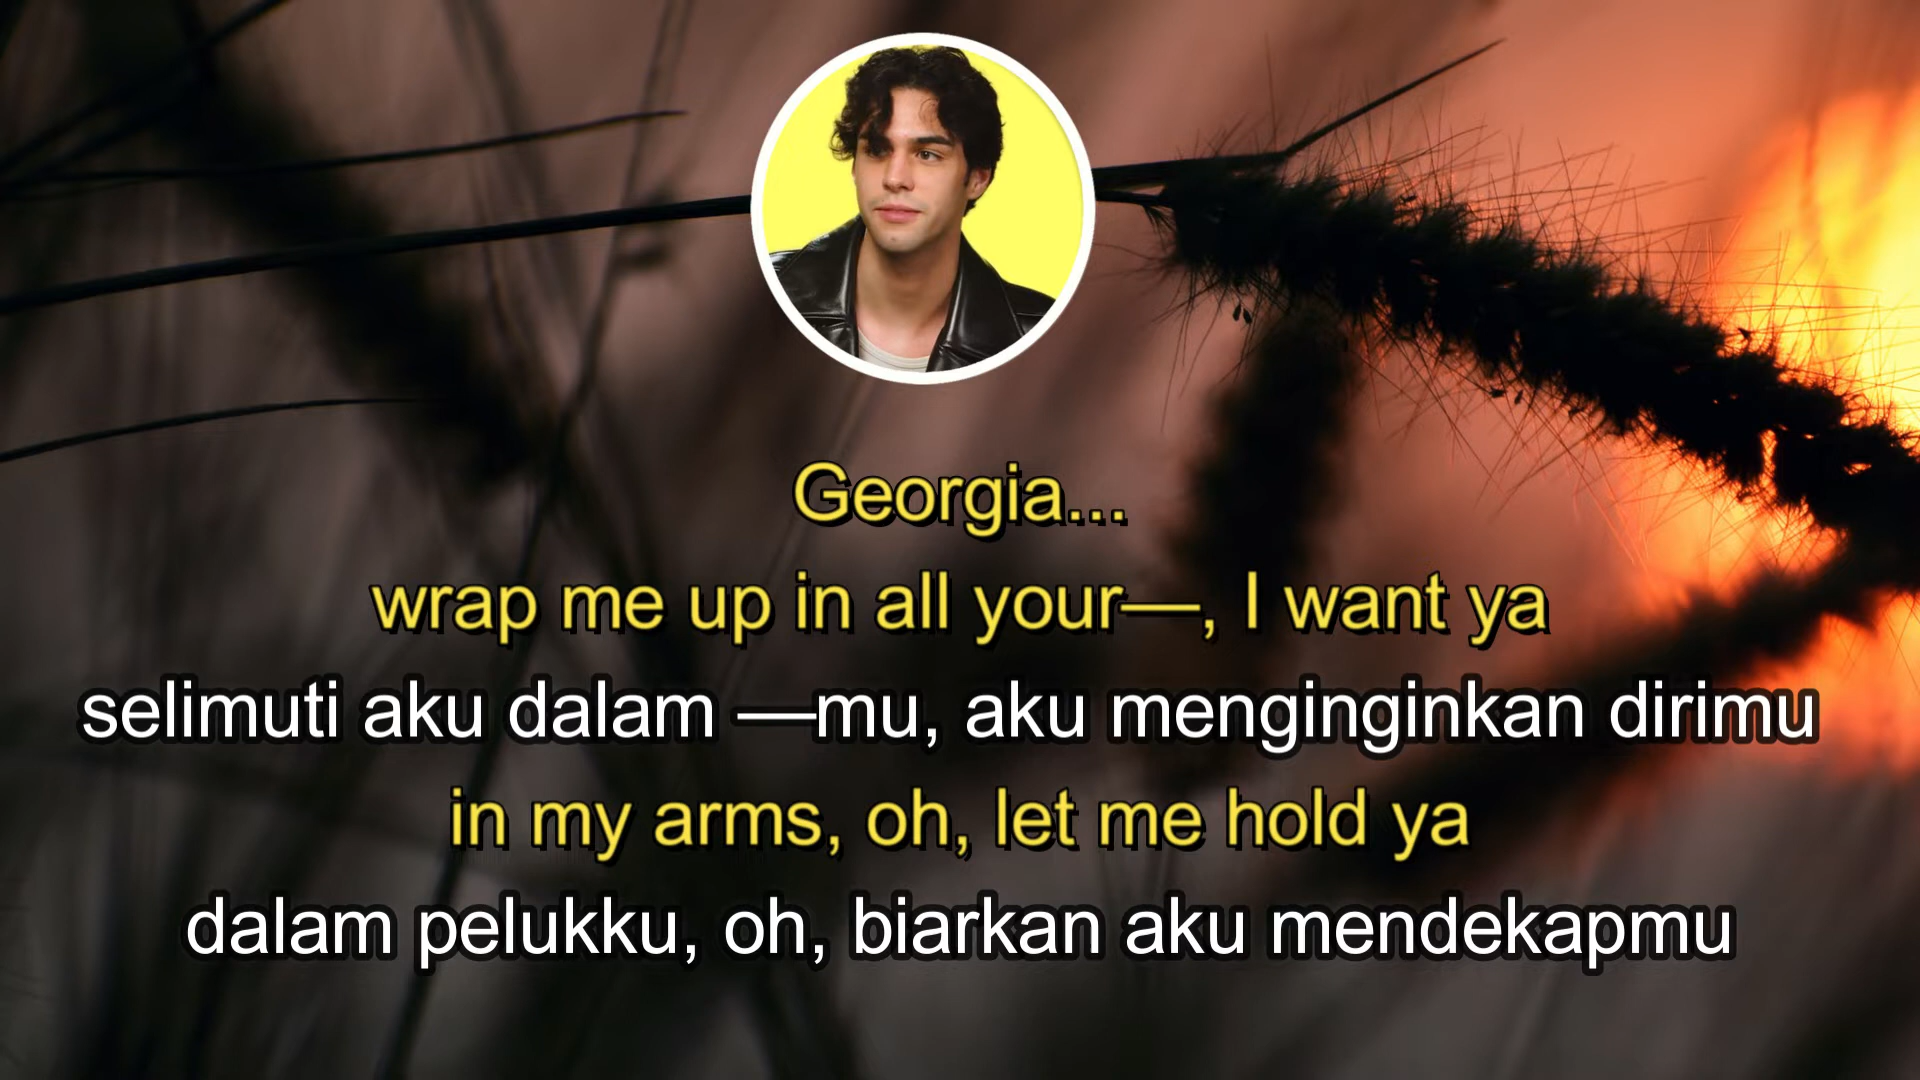 Georgia...
wrap me up in all your—, I want ya
selimuti aku dalam —mu, aku menginginkan dirimu
in my arms, oh, let me hold ya
dalam pelukku, oh, biarkan aku mendekapmu